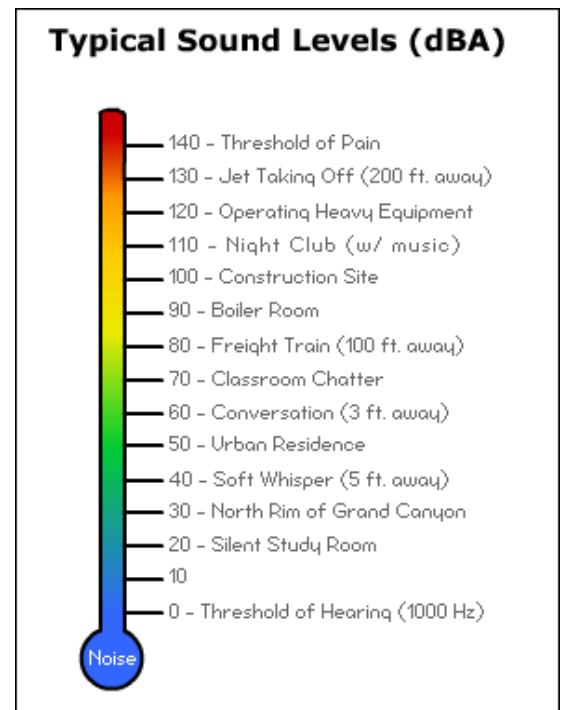 Typical Sound Levels (dBA)
140 - Threshold of Pain
130 - Jet Taking Off (200 ft. away)
120 - Operating Heavy Equipment
110 - Night Club (w/ music)
100 - Construction Site
90 - Boiler Room
80 - Freight Train (100 ft. away)
70 - Classroom Chatter
60 - Conversation (3 ft. away)
50 - Urban Residence
40 - Soft Whisper (5 ft. away)
30 - North Rim of Grand Canyon
20 - Silent Study Room
10
0 - Threshold of Hearing (1000 Hz)
Noise